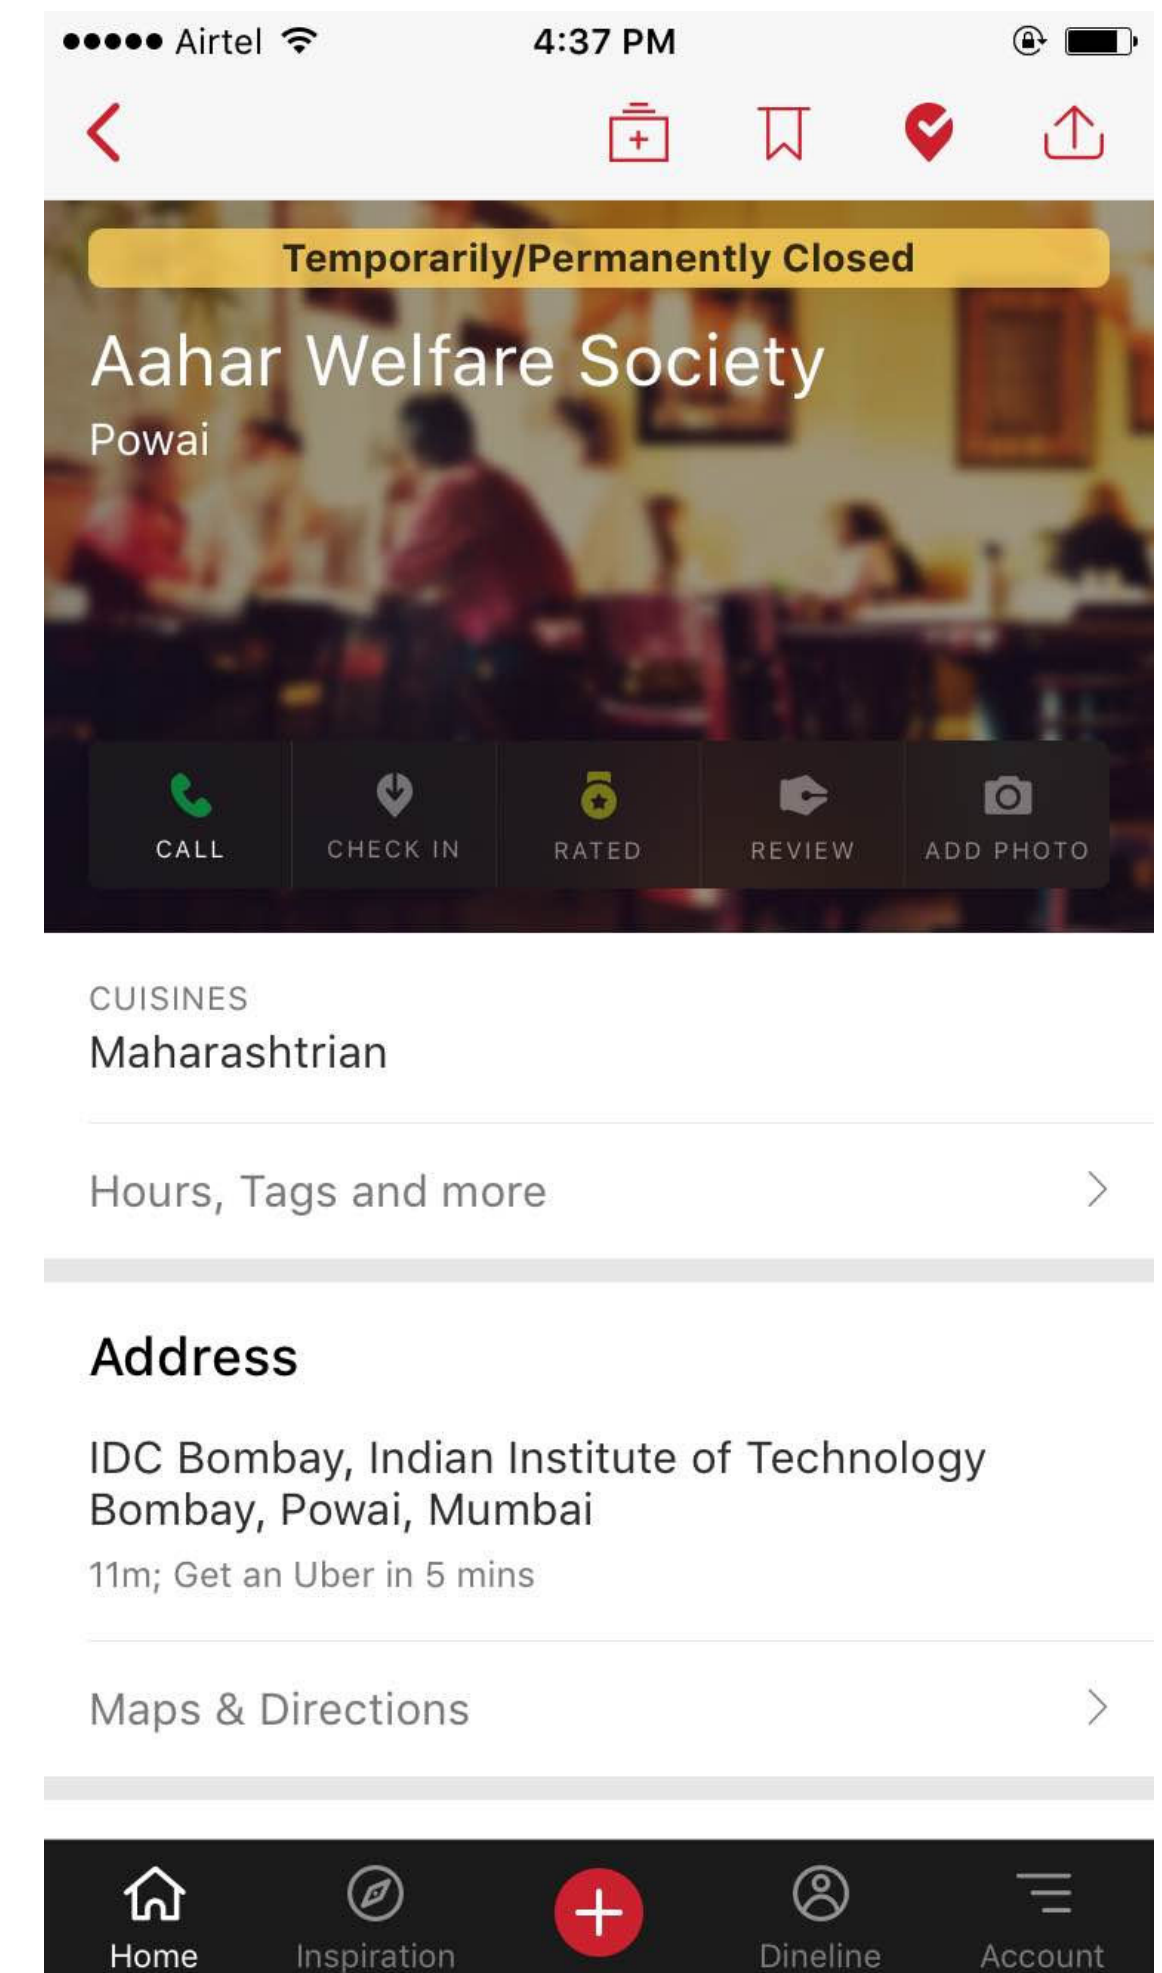 Airtel 4:37 PM
Temporarily/Permanently Closed
Aahar Welfare Society
Powai
CALL CHECK IN RATED REVIEW ADD PHOTO
CUISINES
Maharashtrian
Hours, Tags and more
Address
IDC Bombay, Indian Institute of Technology
Bombay, Powai, Mumbai
11m; Get an Uber in 5 mins
Maps & Directions
Home Inspiration Dineline Account